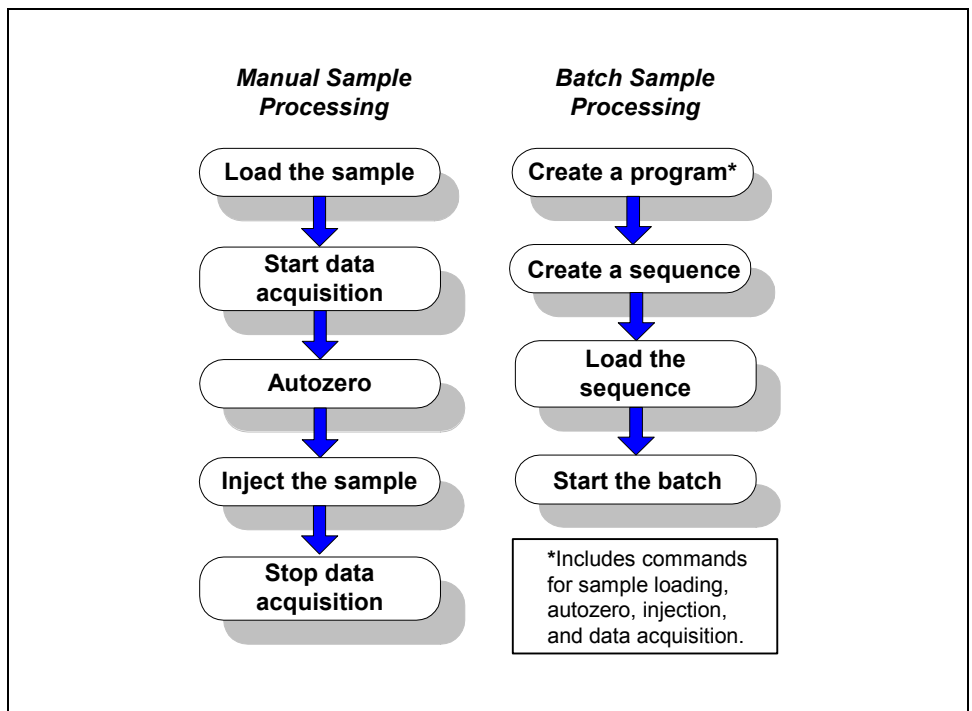 Manual Sample
Processing
Load the sample
Start data
acquisition
Autozero
Inject the sample
Stop data
acquisition
Batch Sample
Processing
Create a program*
Create a sequence
Load the
sequence
Start the batch
*Includes commands
for sample loading,
autozero, injection,
and data acquisition.